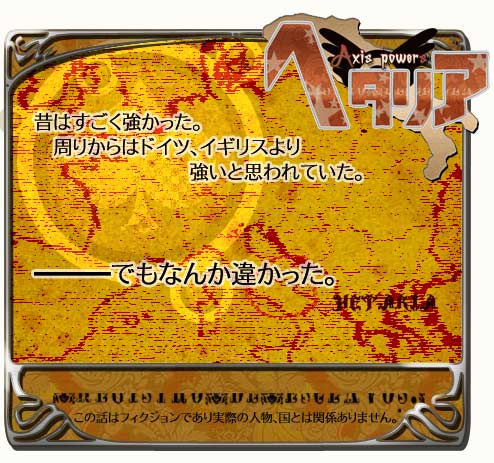 Axis powers
ヘタリア
昔はすごく強かった。
周りからはドイツ、イギリスより
強いと思われていた。
━━━でもなんか違かった。
HETARIA
この話はフィクションであり実際の人物、国とは関係ありません。